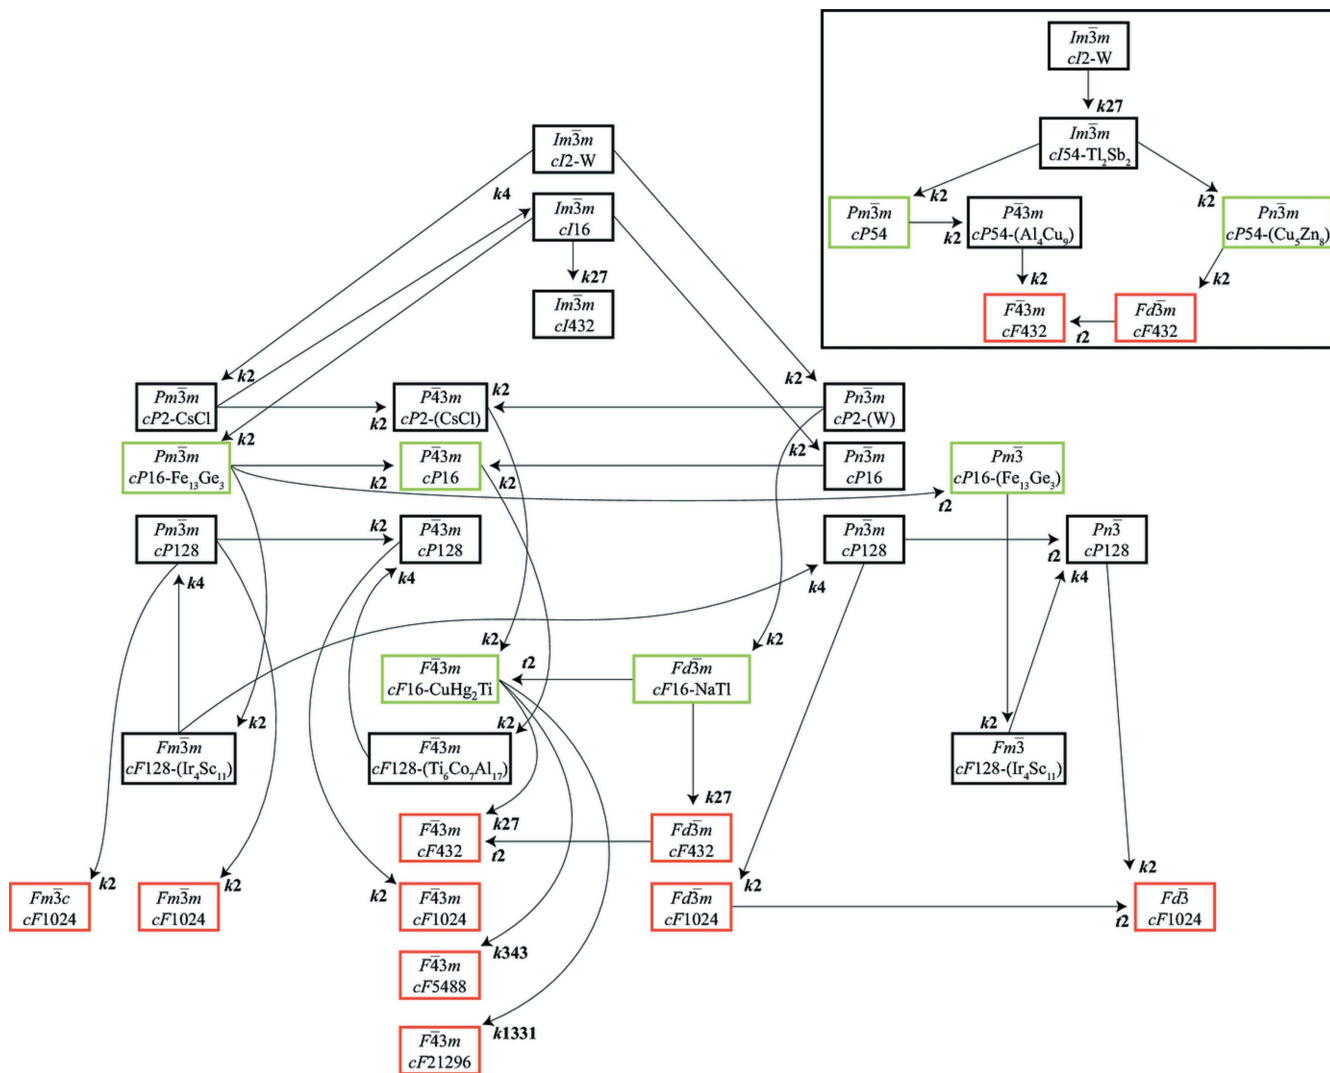 Im3̅m
cI2-W
k27
Im3̅m
cI54-Tl₂Sb₂
k2
k2
Pm3̅m
cP54
k2
P4̅3m
cP54-(Al₄Cu₉)
Pn3̅m
cP54-(Cu₅Zn₈)
k2
k2
F4̅3m
cF432
t2
Fd3̅m
cF432
Im3̅m
cI2-W
k4
Im3̅m
cI16
k27
Im3̅m
cI432
k2
k2
k2
Pm3̅m
cP2-CsCl
k2
P4̅3m
cP2-(CsCl)
Pn3̅m
cP2-(W)
k2
k2
Pm3̅m
cP16-Fe₁₃Ge₃
k2
P4̅3m
cP16
k2
Pn3̅m
cP16
t2
Pm3̅
cP16-(Fe₁₃Ge₃)
Pm3̅m
cP128
k2
P4̅3m
cP128
Pn3̅m
cP128
t2
Pn3̅
cP128
k4
k4
k4
k4
k2
k2
F4̅3m
cF16-CuHg₂Ti
t2
Fd3̅m
cF16-NaTl
k2
k2
k2
Fm3̅m
cF128-(Ir₄Sc₁₁)
F4̅3m
cF128-(Ti₆Co₇Al₁₇)
Fm3̅
cF128-(Ir₄Sc₁₁)
k27
k27
F4̅3m
cF432
t2
Fd3̅m
cF432
k2
k2
k2
k2
k2
Fm3̅c
cF1024
Fm3̅m
cF1024
F4̅3m
cF1024
Fd3̅m
cF1024
t2
Fd3̅
cF1024
k343
F4̅3m
cF5488
k1331
F4̅3m
cF21296